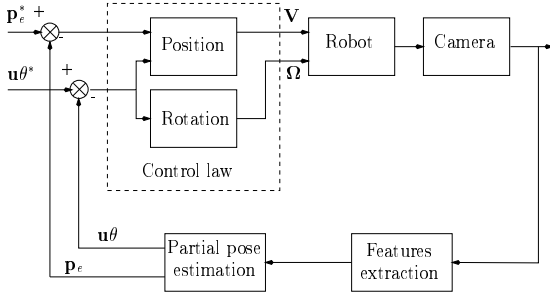 p*e +
-
V
Position
Robot
Camera
uθ* +
-
Ω
Rotation
Control law
uθ
Partial pose
estimation
Features
extraction
pe